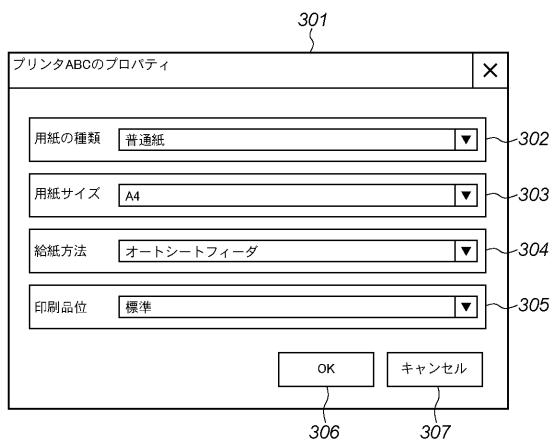 301
プリンタABCのプロパティ
用紙の種類 普通紙 302
用紙サイズ A4 303
給紙方法 オートシートフィーダ 304
印刷品位 標準 305
OK キャンセル
306 307